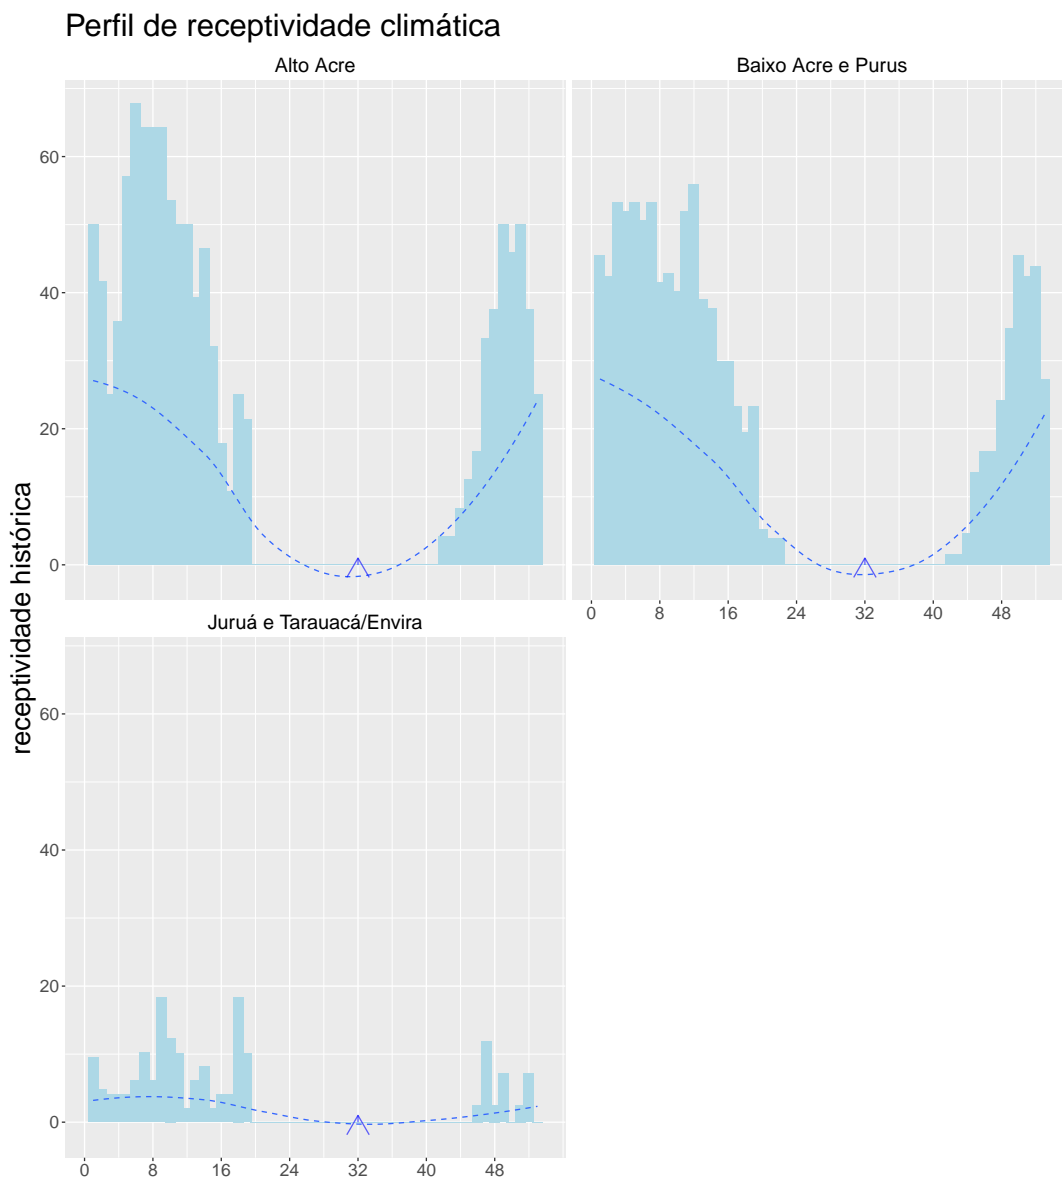 Perfil de receptividade climática
Alto Acre
Baixo Acre e Purus
60
40
20
0
0 8 16 24 32 40 48
Juruá e Tarauacá/Envira
receptividade histórica
60
40
20
0
0 8 16 24 32 40 48